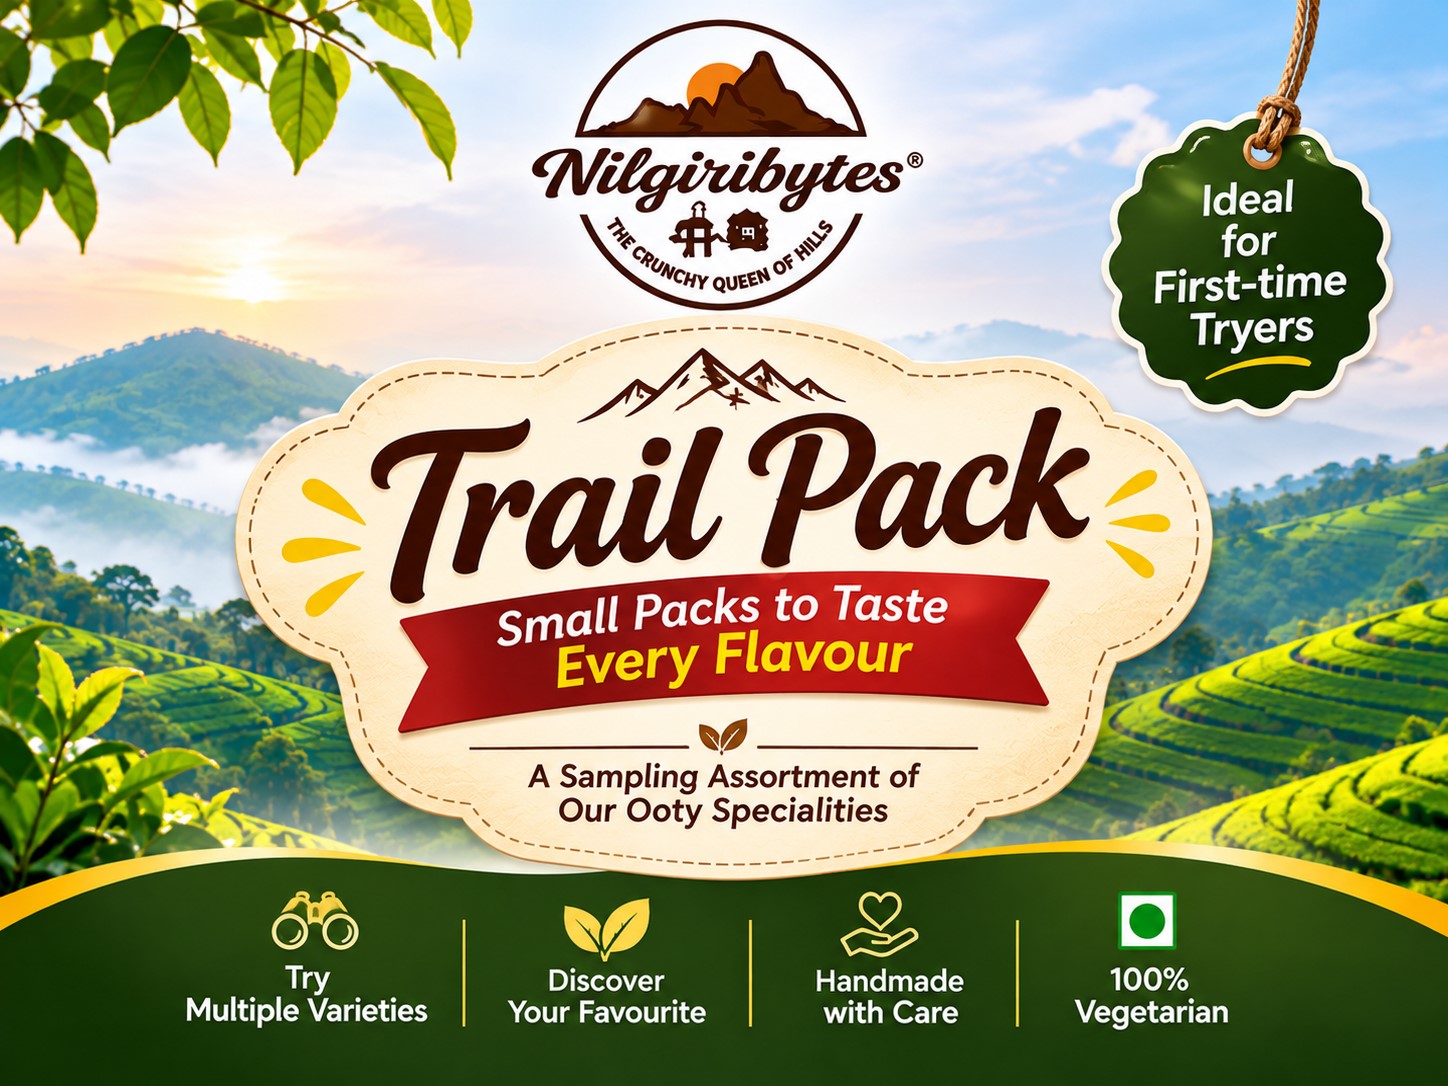 Nilgiribytes®
THE CRUNCHY QUEEN OF HILLS
Ideal
for
First-time
Tryers
Trail Pack
Small Packs to Taste
Every Flavour
A Sampling Assortment of
Our Ooty Specialities
Try
Multiple Varieties
Discover
Your Favourite
Handmade
with Care
100%
Vegetarian